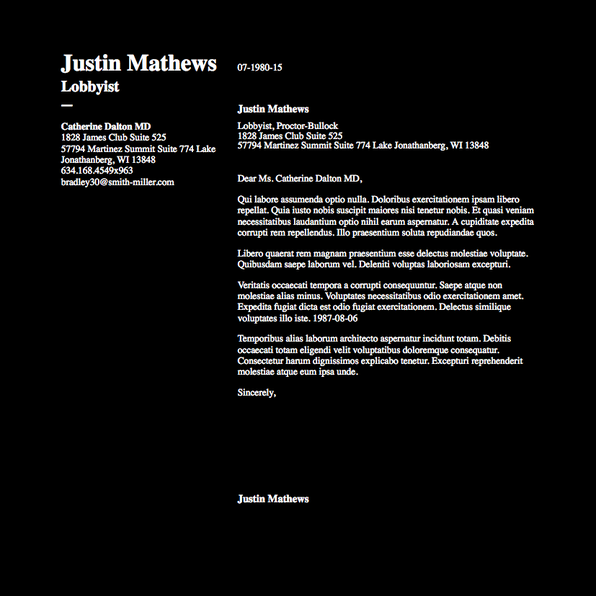 Justin Mathews
Lobbyist
Catherine Dalton MD
1828 James Club Suite 525
57794 Martinez Summit Suite 774 Lake
Jonathanberg, WI 13848
634.168.4549x963
bradley30@smith-miller.com
07-1980-15
Justin Mathews
Lobbyist, Proctor-Bullock
1828 James Club Suite 525
57794 Martinez Summit Suite 774 Lake Jonathanberg, WI 13848
Dear Ms. Catherine Dalton MD,
Qui labore assumenda optio nulla. Doloribus exercitationem ipsam libero
repellat. Quia iusto nobis suscipit maiores nisi tenetur nobis. Et quasi veniam
necessitatibus laudantium optio nihil earum aspernatur. A cupiditate expedita
corrupti rem repellendus. Illo praesentium soluta repudiandae quos.
Libero quaerat rem magnam praesentium esse delectus molestiae voluptate.
Quibusdam saepe laborum vel. Deleniti voluptas laboriosam excepturi.
Veritatis occaecati tempora a corrupti consequuntur. Saepe atque non
molestiae alias minus. Voluptates necessitatibus odio exercitationem amet.
Expedita fugiat dicta est odio fugiat exercitationem. Delectus similique
voluptates illo iste. 1987-08-06
Temporibus alias laborum architecto aspernatur incidunt totam. Debitis
occaecati totam eligendi velit voluptatibus doloremque consequatur.
Consectetur harum dignissimos explicabo tenetur. Excepturi reprehenderit
molestiae atque eum ipsa unde.
Sincerely,
Justin Mathews